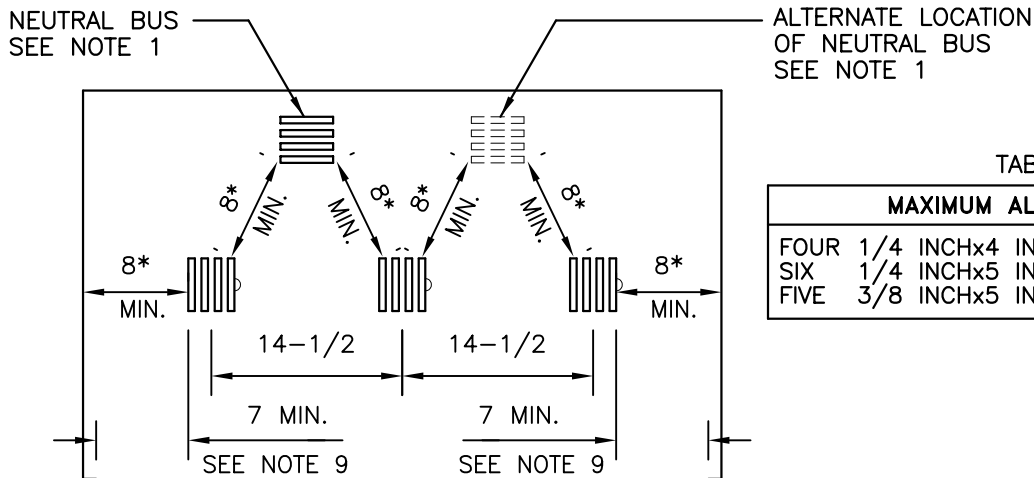 NEUTRAL BUS
SEE NOTE 1
ALTERNATE LOCATION
OF NEUTRAL BUS
SEE NOTE 1
TAB
MAXIMUM AL
FOUR 1/4 INCHx4 IN
SIX 1/4 INCHx5 IN
FIVE 3/8 INCHx5 IN
8*
MIN.
8*
MIN.
8*
MIN.
8*
MIN.
8*
MIN.
8*
MIN.
14-1/2
14-1/2
7 MIN.
7 MIN.
SEE NOTE 9
SEE NOTE 9